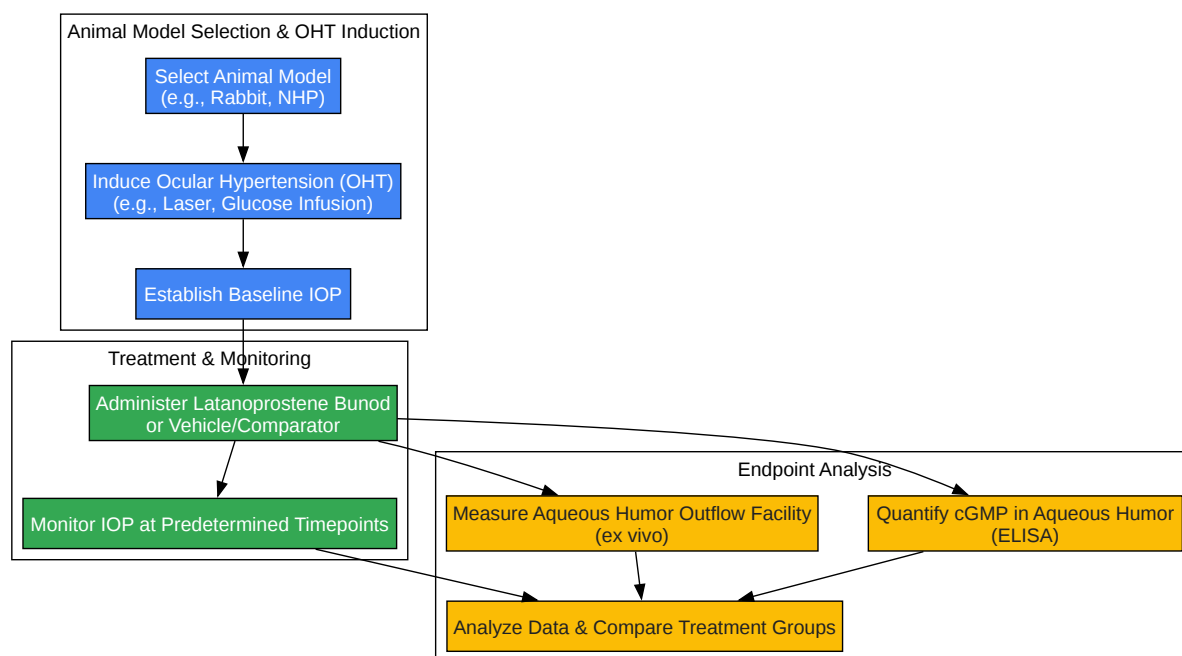 Animal Model Selection & OHT Induction
Select Animal Model
(e.g., Rabbit, NHP)
Induce Ocular Hypertension (OHT)
(e.g., Laser, Glucose Infusion)
Establish Baseline IOP
Treatment & Monitoring
Administer Latanoprostene Bunod
or Vehicle/Comparator
Monitor IOP at Predetermined Timepoints
Endpoint Analysis
Measure Aqueous Humor Outflow Facility
(ex vivo)
Quantify cGMP in Aqueous Humor
(ELISA)
Analyze Data & Compare Treatment Groups